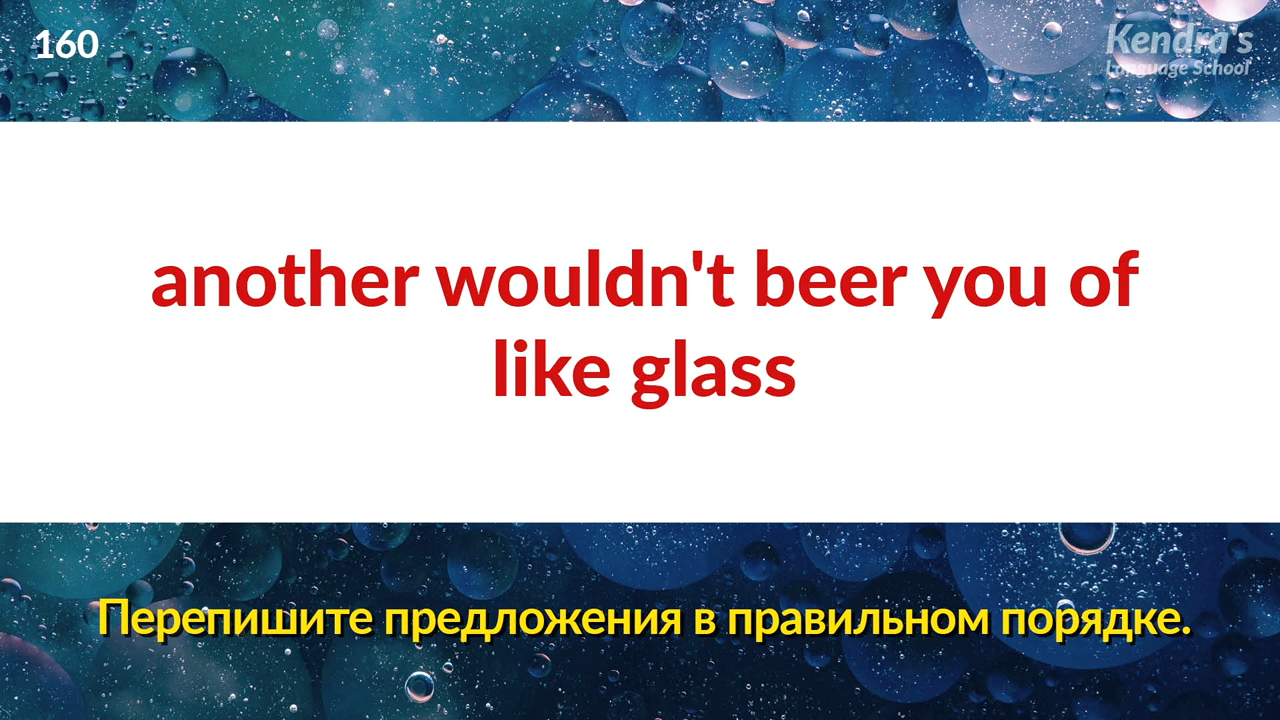 160
Kendra's
Language School
another wouldn't beer you of
like glass
Перепишите предложения в правильном порядке.